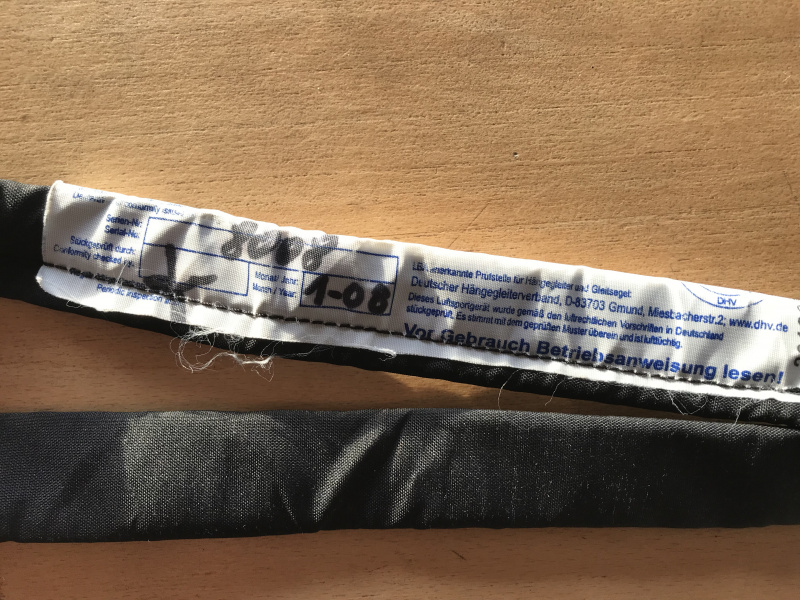 conformity
Serien-Nr.:
Serial-No.:
Stückgeprüft durch:
Conformity checked by:
Monat/ Jahr:
Month/ Year:
1-08
Periodic inspection
anerkannte Prüfstelle für Hängegleiter und Gleitsegel:
Deutscher Hängegleiterverband, D-83703 Gmund, Miesbacherstr.2; www.dhv.de
Dieses Luftsportgerät wurde gemäß den luftrechtlichen Vorschriften in Deutschland
stückgeprüft. Es stimmt mit dem geprüften Muster überein und ist lufttüchtig.
Vor Gebrauch Betriebsanweisung lesen!
DHV